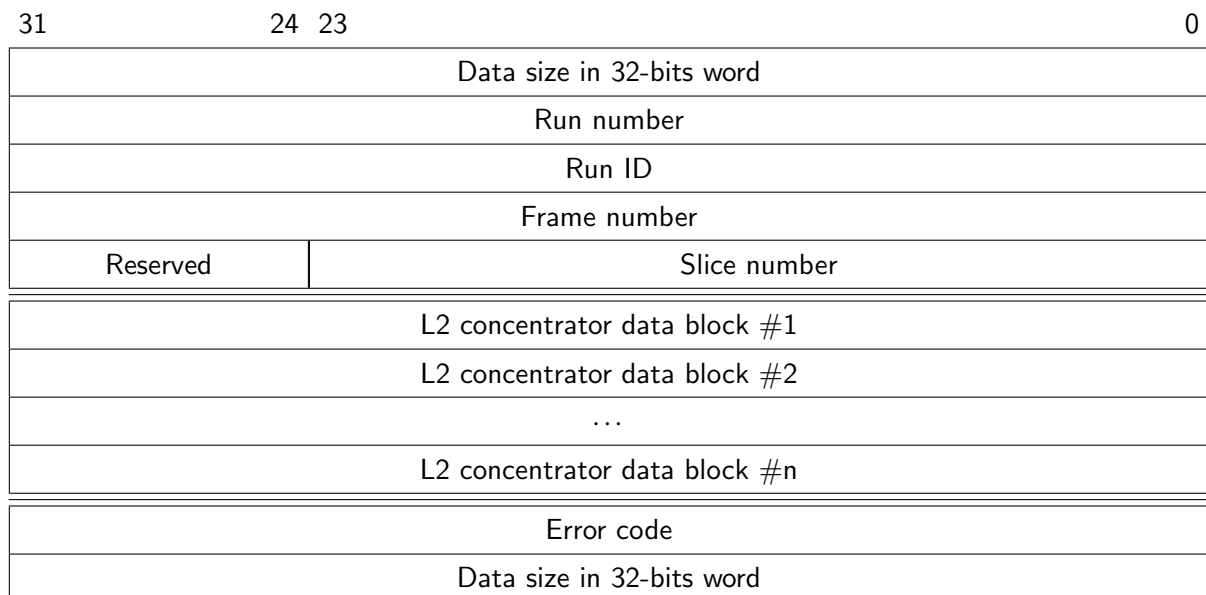 31 24 23 0
Data size in 32-bits word
Run number
Run ID
Frame number
Reserved Slice number
L2 concentrator data block #1
L2 concentrator data block #2
...
L2 concentrator data block #n
Error code
Data size in 32-bits word